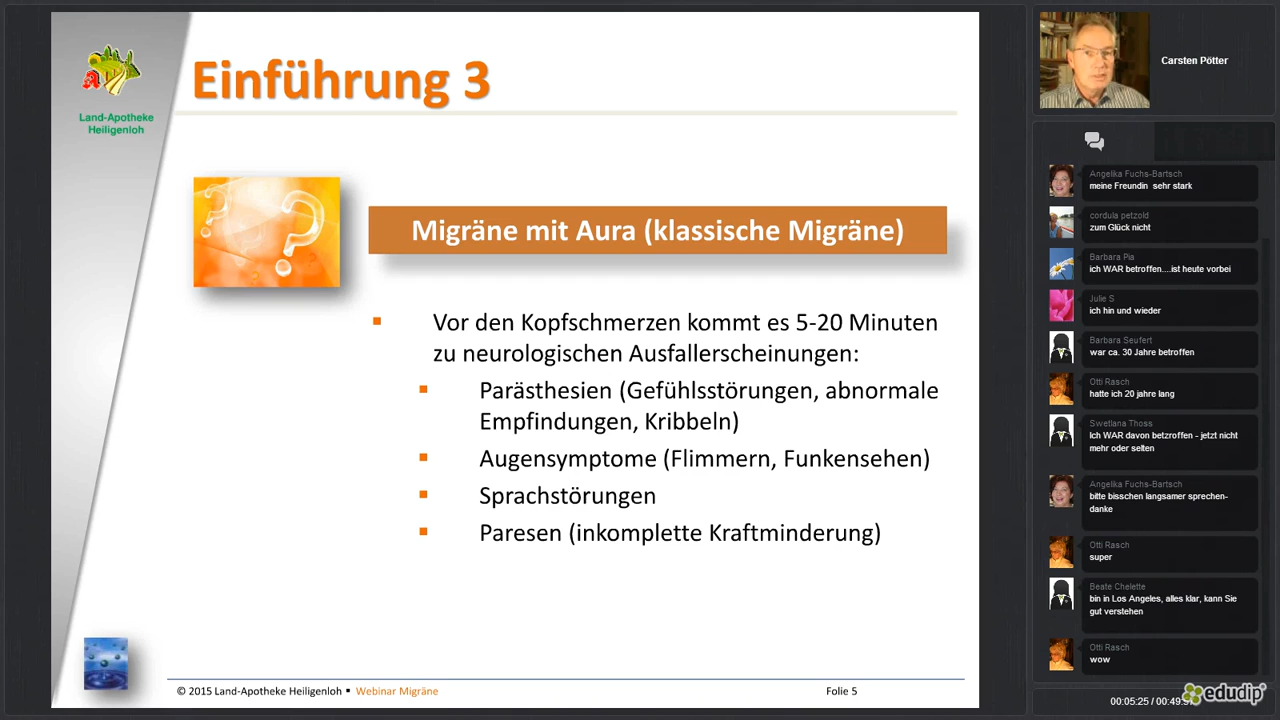 Land-Apotheke
Heiligenloh
Einführung 3
Migräne mit Aura (klassische Migräne)
Vor den Kopfschmerzen kommt es 5-20 Minuten
zu neurologischen Ausfallerscheinungen:
Parästhesien (Gefühlsstörungen, abnormale
Empfindungen, Kribbeln)
Augensymptome (Flimmern, Funkensehen)
Sprachstörungen
Paresen (inkomplette Kraftminderung)
© 2015 Land-Apotheke Heiligenloh ▪ Webinar Migräne
Folie 5
Carsten Pötter
Angelika Fuchs-Bartsch
meine Freundin sehr stark
cordula petzold
zum Glück nicht
Barbara Pia
ich WAR betroffen....ist heute vorbei
Julie S
ich hin und wieder
Barbara Seufert
war ca. 30 Jahre betroffen
Otti Rasch
hatte ich 20 jahre lang
Swetlana Thoss
Ich WAR davon betzroffen - jetzt nicht
mehr oder selten
Angelika Fuchs-Bartsch
bitte bisschen langsamer sprechen-
danke
Otti Rasch
super
Beate Chelette
bin in Los Angeles, alles klar, kann Sie
gut verstehen
Otti Rasch
wow
00:05:25 / 00:49:
edudip